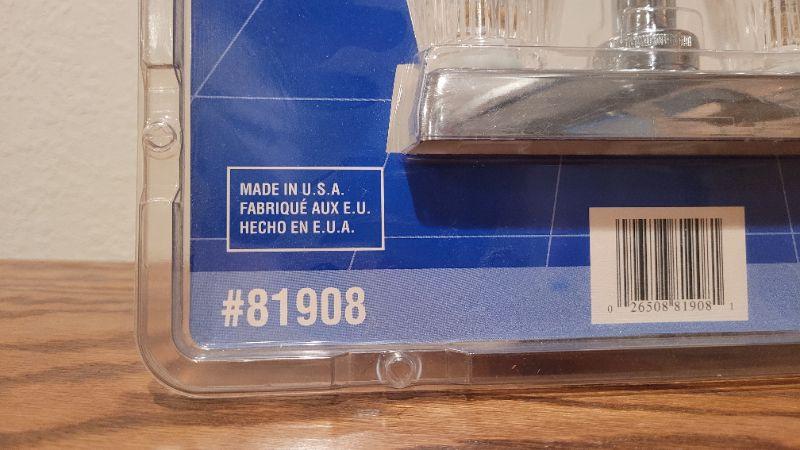 MADE IN U.S.A.
FABRIQUÉ AUX E.U.
HECHO EN E.U.A.
#81908
0 26508 81908 1